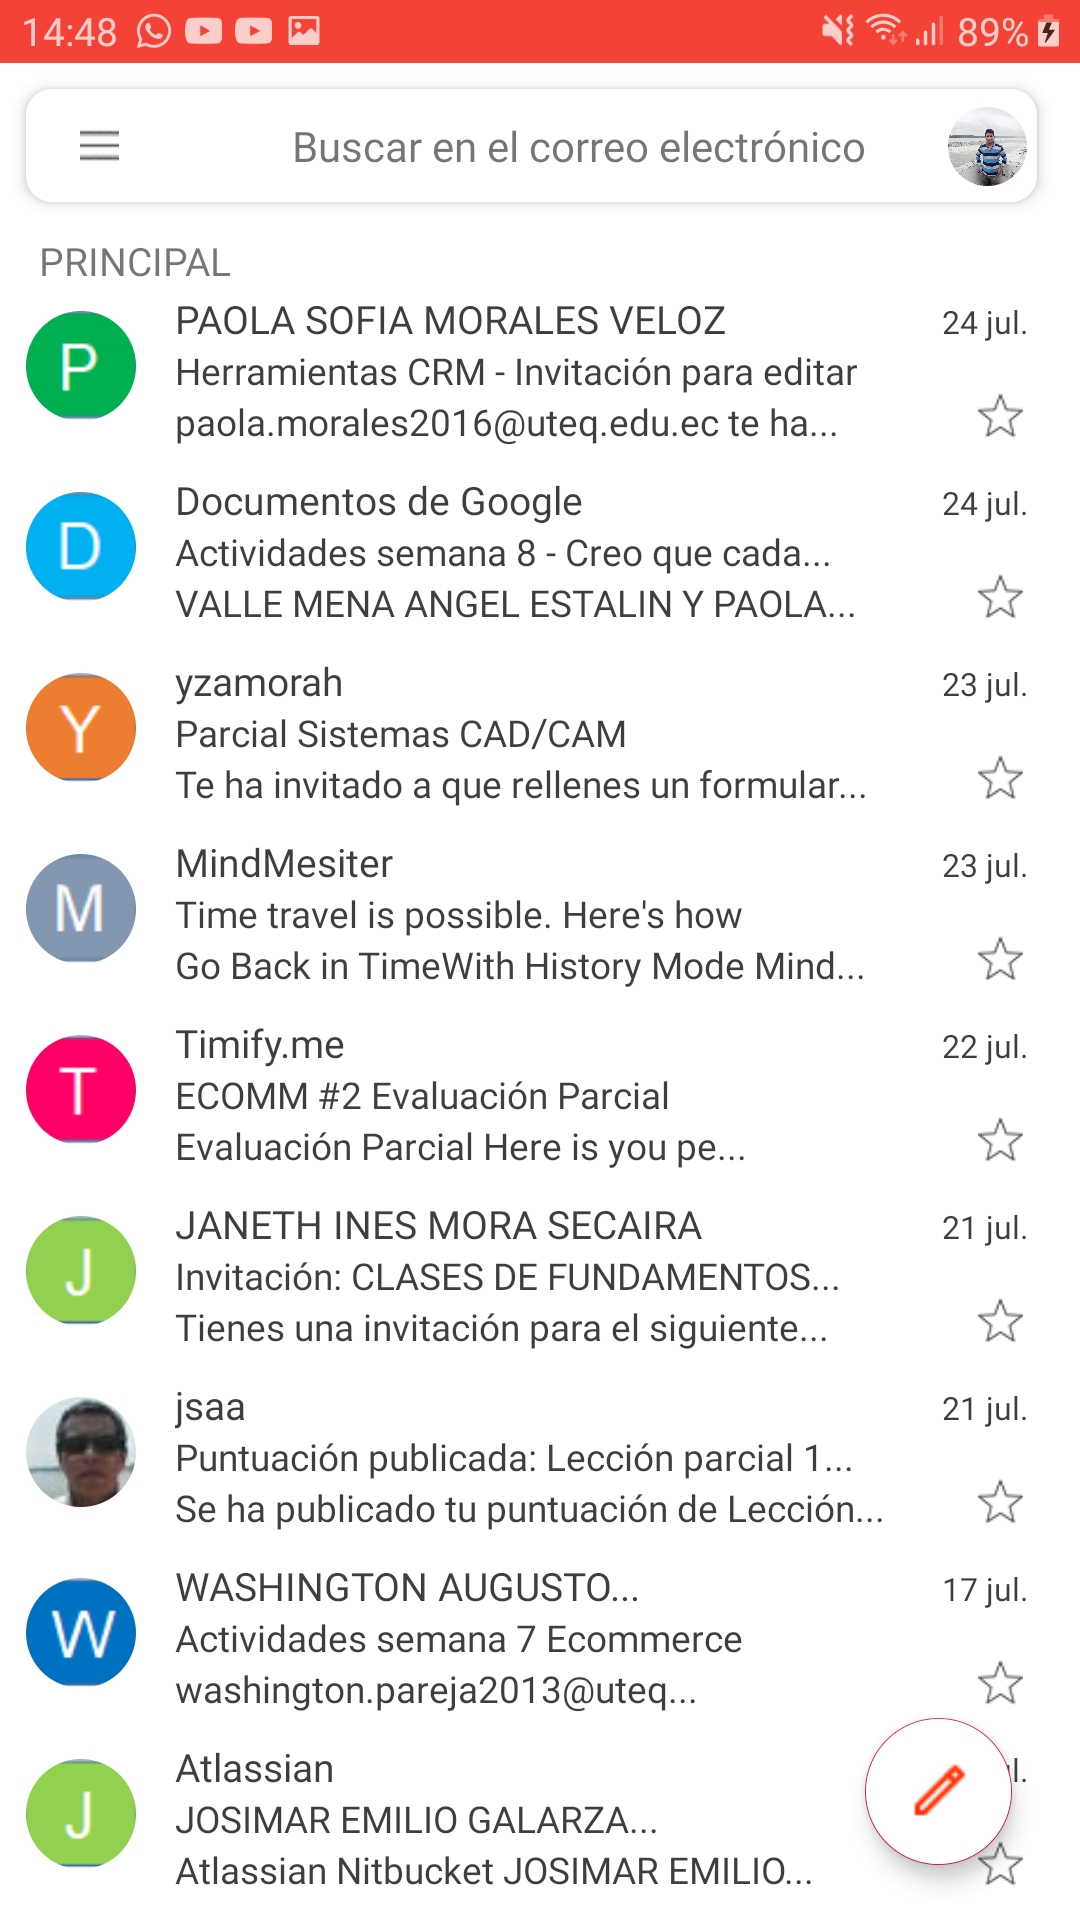 14:48 89%
Buscar en el correo electrónico
PRINCIPAL
P PAOLA SOFIA MORALES VELOZ 24 jul.
Herramientas CRM - Invitación para editar
paola.morales2016@uteq.edu.ec te ha...
D Documentos de Google 24 jul.
Actividades semana 8 - Creo que cada...
VALLE MENA ANGEL ESTALIN Y PAOLA...
Y yzamorah 23 jul.
Parcial Sistemas CAD/CAM
Te ha invitado a que rellenes un formular...
M MindMesiter 23 jul.
Time travel is possible. Here's how
Go Back in TimeWith History Mode Mind...
T Timify.me 22 jul.
ECOMM #2 Evaluación Parcial
Evaluación Parcial Here is you pe...
J JANETH INES MORA SECAIRA 21 jul.
Invitación: CLASES DE FUNDAMENTOS...
Tienes una invitación para el siguiente...
jsaa 21 jul.
Puntuación publicada: Lección parcial 1...
Se ha publicado tu puntuación de Lección...
W WASHINGTON AUGUSTO... 17 jul.
Actividades semana 7 Ecommerce
washington.pareja2013@uteq...
J Atlassian
JOSIMAR EMILIO GALARZA...
Atlassian Nitbucket JOSIMAR EMILIO...